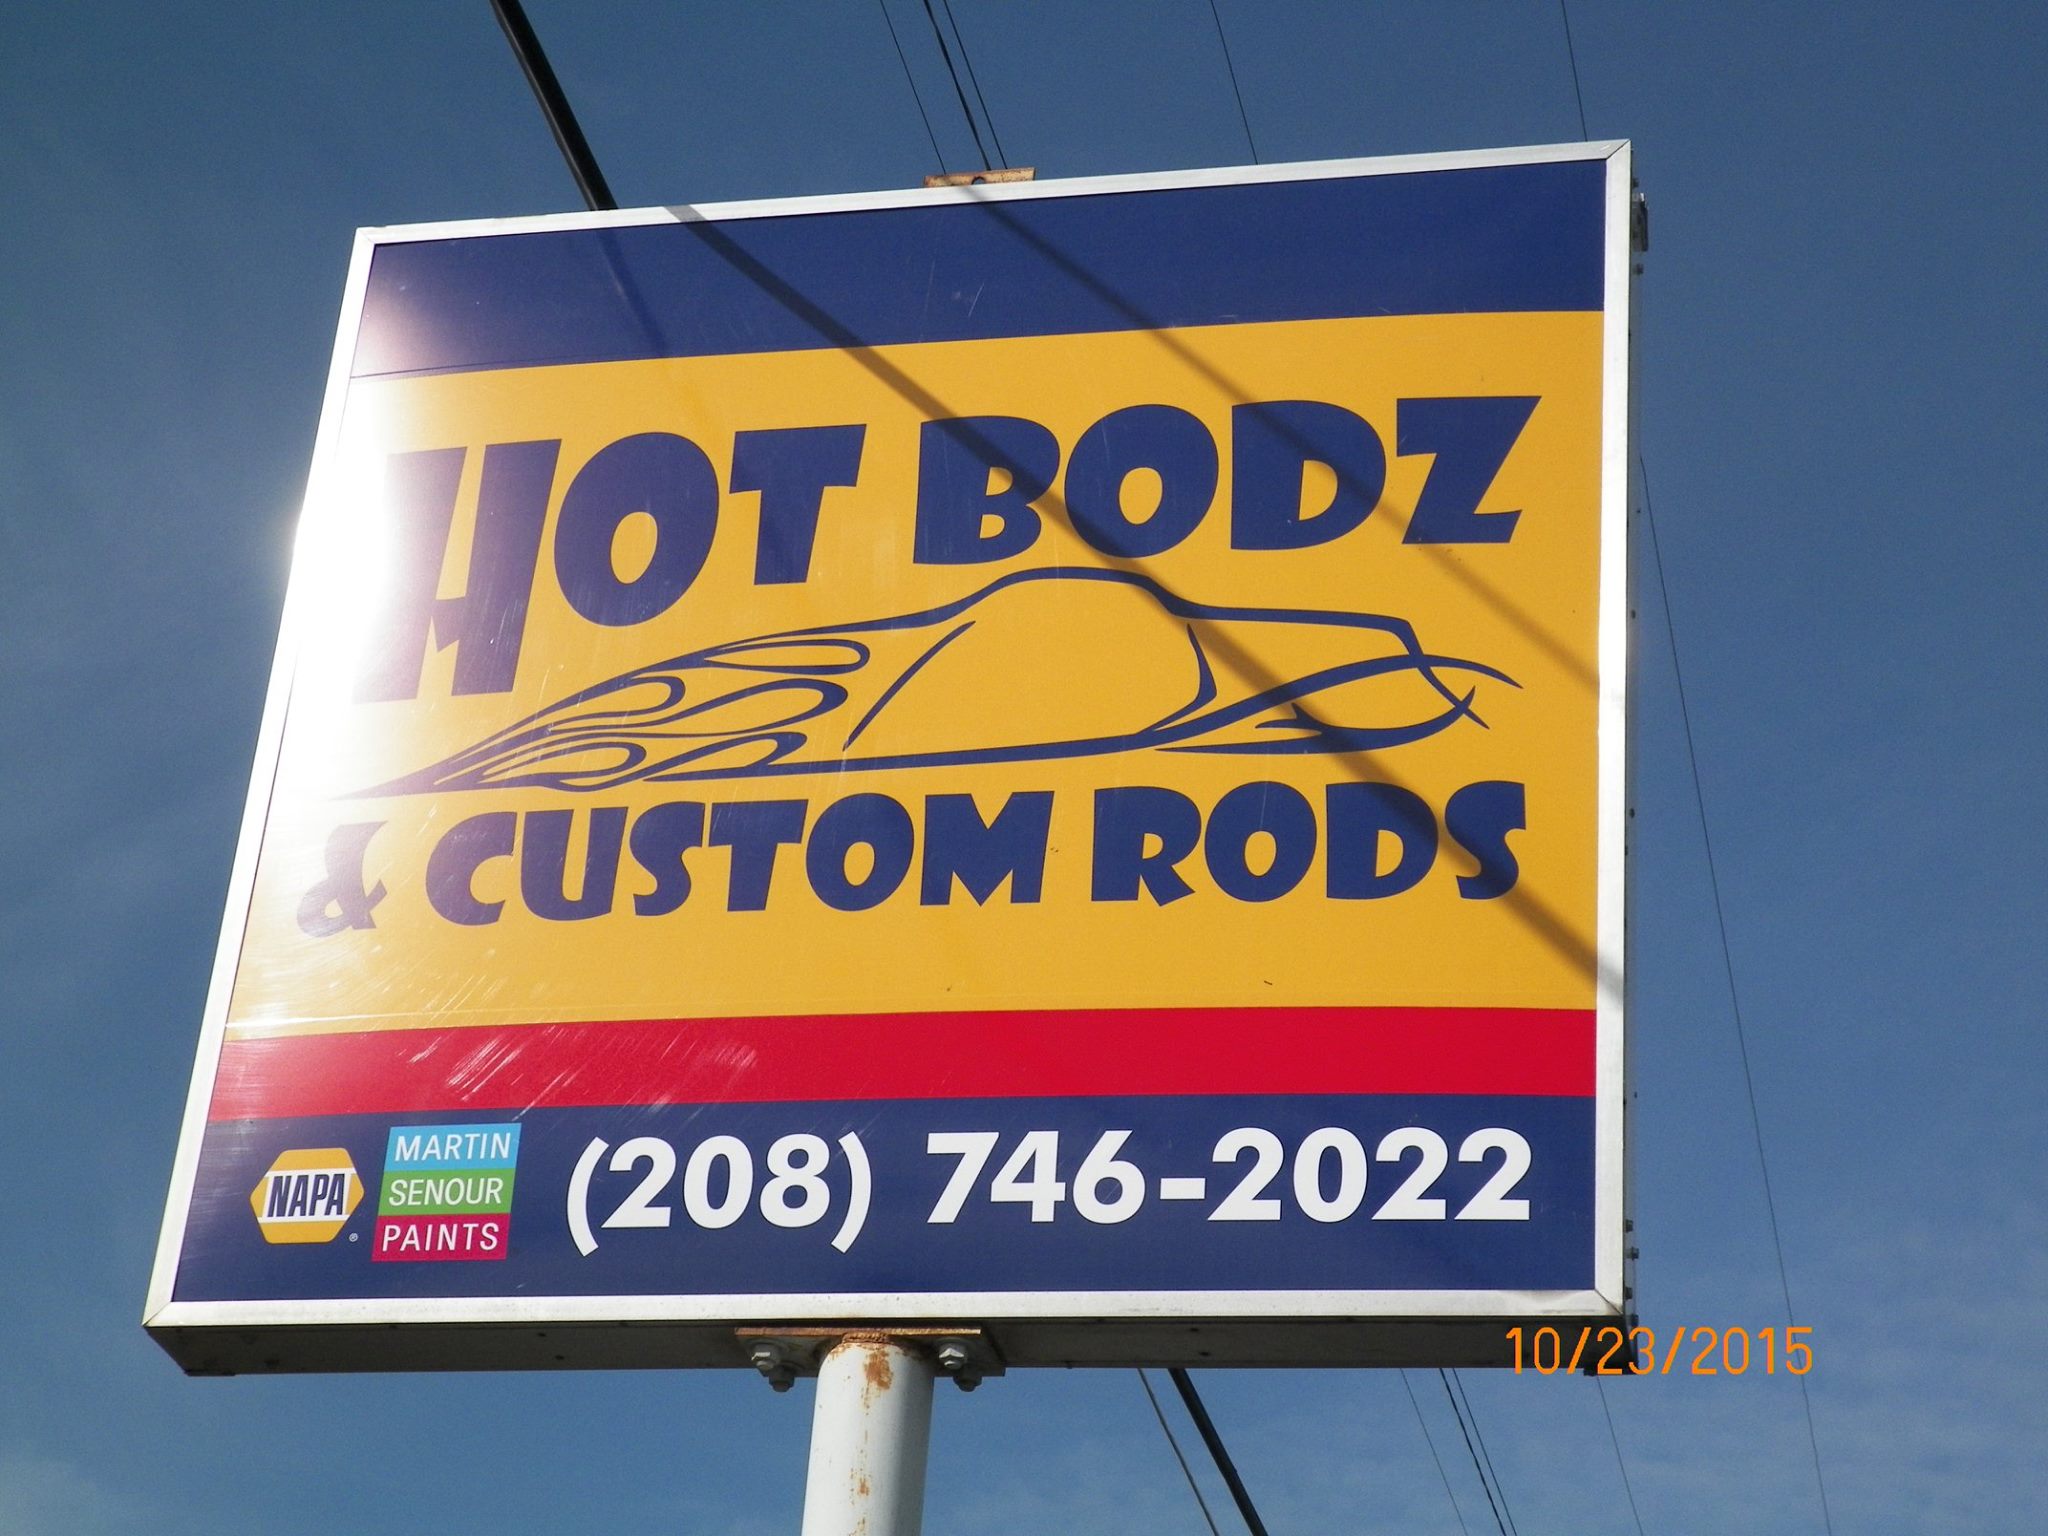 HOT BODZ
& CUSTOM RODS
NAPA ®
MARTIN
SENOUR
PAINTS
(208) 746-2022
10/23/2015